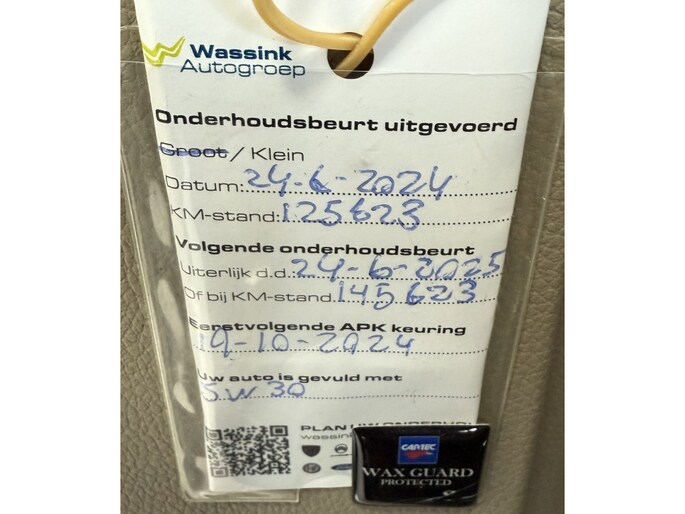 Wassink
Autogroep
Onderhoudsbeurt uitgevoerd
Groot / Klein
Datum: 24-6-2024
KM-stand: 125623
Volgende onderhoudsbeurt
Uiterlijk d.d.: 24-6-2025
Of bij KM-stand. 145623
Eerstvolgende APK keuring
19-10-2024
Uw auto is gevuld met
5W30
PLAN
wassink
CARTEC
WAX GUARD
PROTECTED